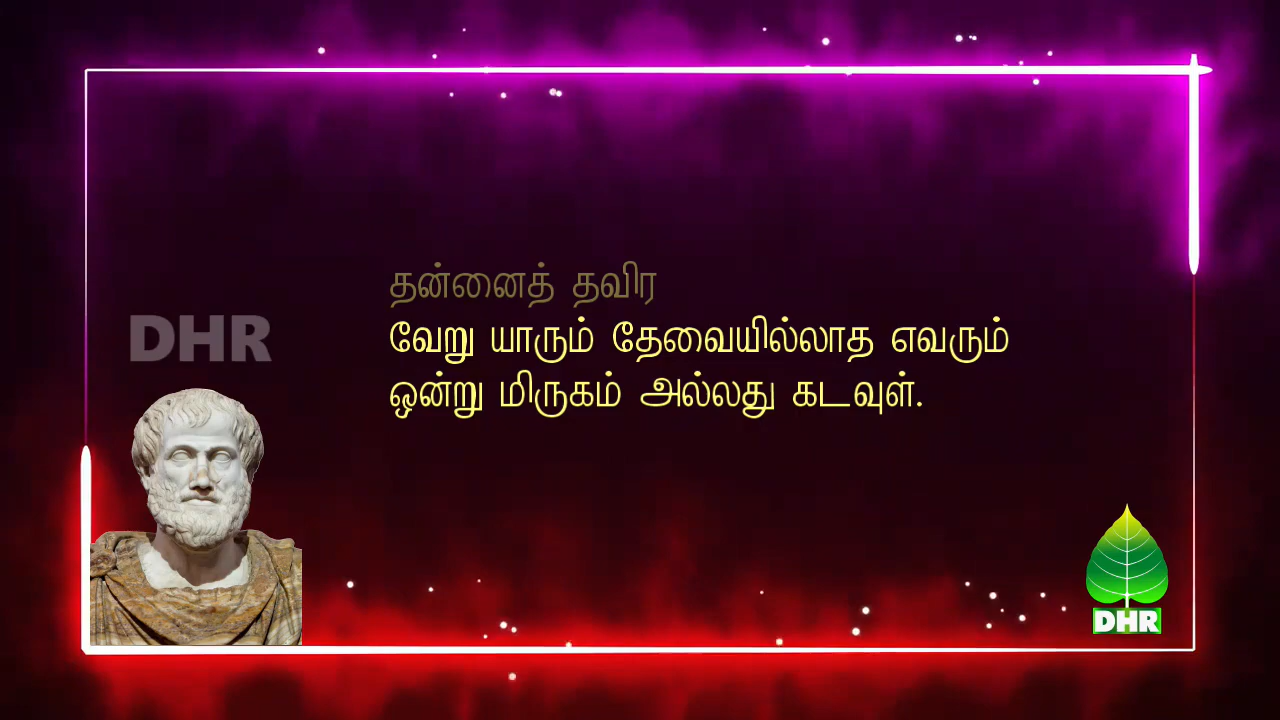 தன்னைத் தவிர
வேறு யாரும் தேவையில்லாத எவரும்
ஒன்று மிருகம் அல்லது கடவுள்.
DHR
DHR